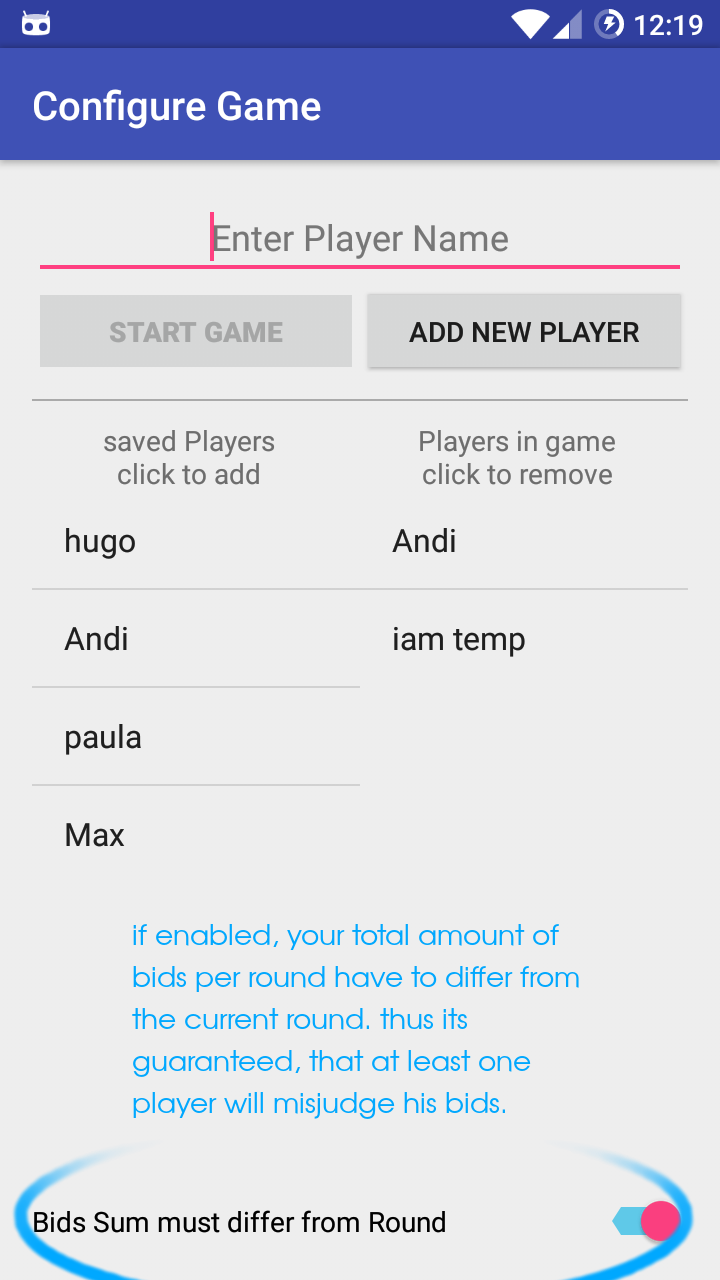 12:19
Configure Game
Enter Player Name
START GAME
ADD NEW PLAYER
saved Players
click to add
Players in game
click to remove
hugo
Andi
Andi
iam temp
paula
Max
if enabled, your total amount of
bids per round have to differ from
the current round. thus its
guaranteed, that at least one
player will misjudge his bids.
Bids Sum must differ from Round